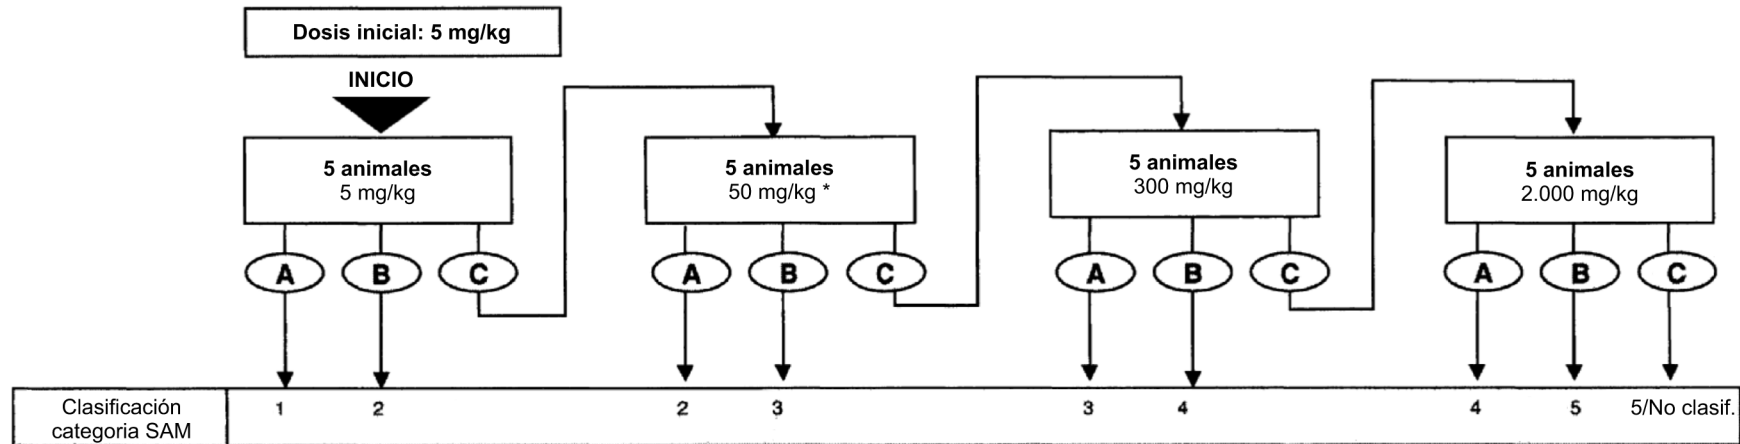 Dosis inicial: 5 mg/kg
INICIO
5 animales
5 mg/kg
5 animales
50 mg/kg *
5 animales
300 mg/kg
5 animales
2.000 mg/kg
A B C A B C A B C A B C
Clasificación
categoria SAM
1 2 2 3 3 4 4 5 5/No clasif.